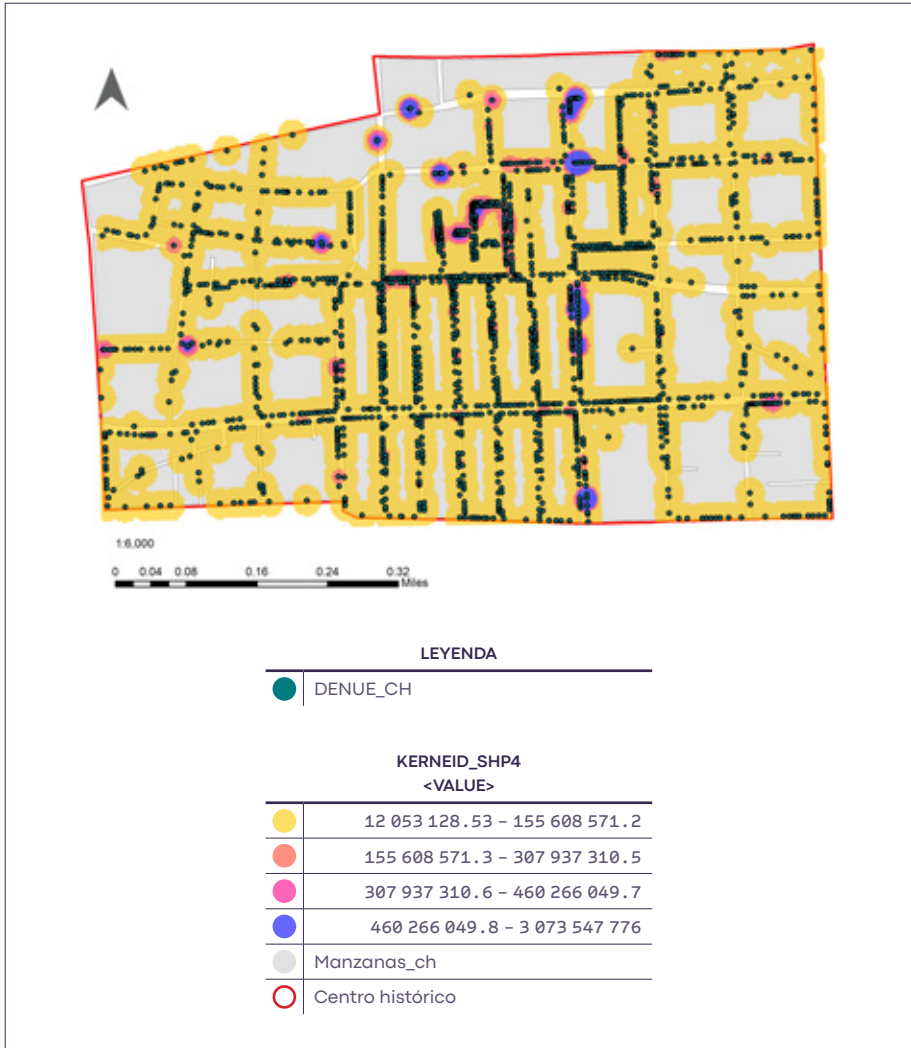 1:6,000
0 0.04 0.08 0.16 0.24 0.32
Miles
LEYENDA
DENUE_CH
KERNEID_SHP4
<VALUE>
12 053 128.53 – 155 608 571.2
155 608 571.3 – 307 937 310.5
307 937 310.6 – 460 266 049.7
460 266 049.8 – 3 073 547 776
Manzanas_ch
Centro histórico